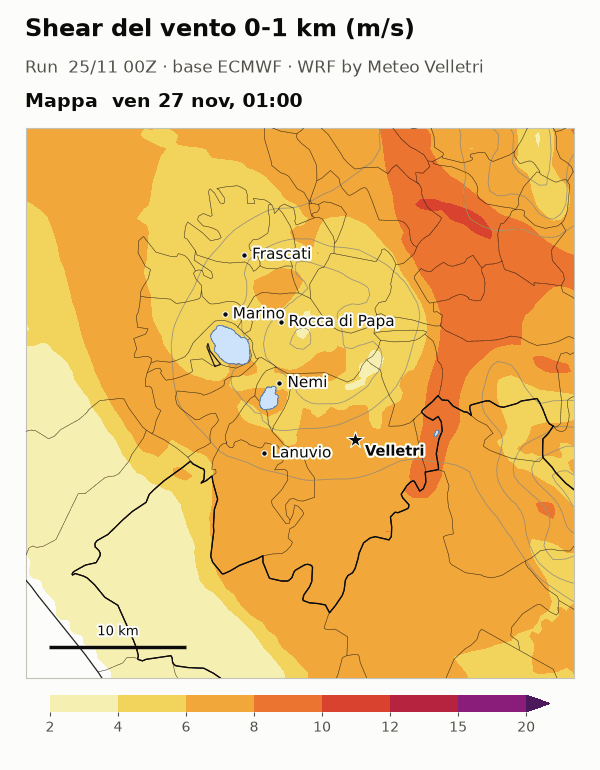 Shear del vento 0-1 km (m/s)
Run  25/11 00Z · base ECMWF · WRF by Meteo Velletri
Mappa  ven 27 nov, 01:00
Frascati
Marino
Rocca di Papa
Nemi
Velletri
Lanuvio
10 km
2 4 6 8 10 12 15 20